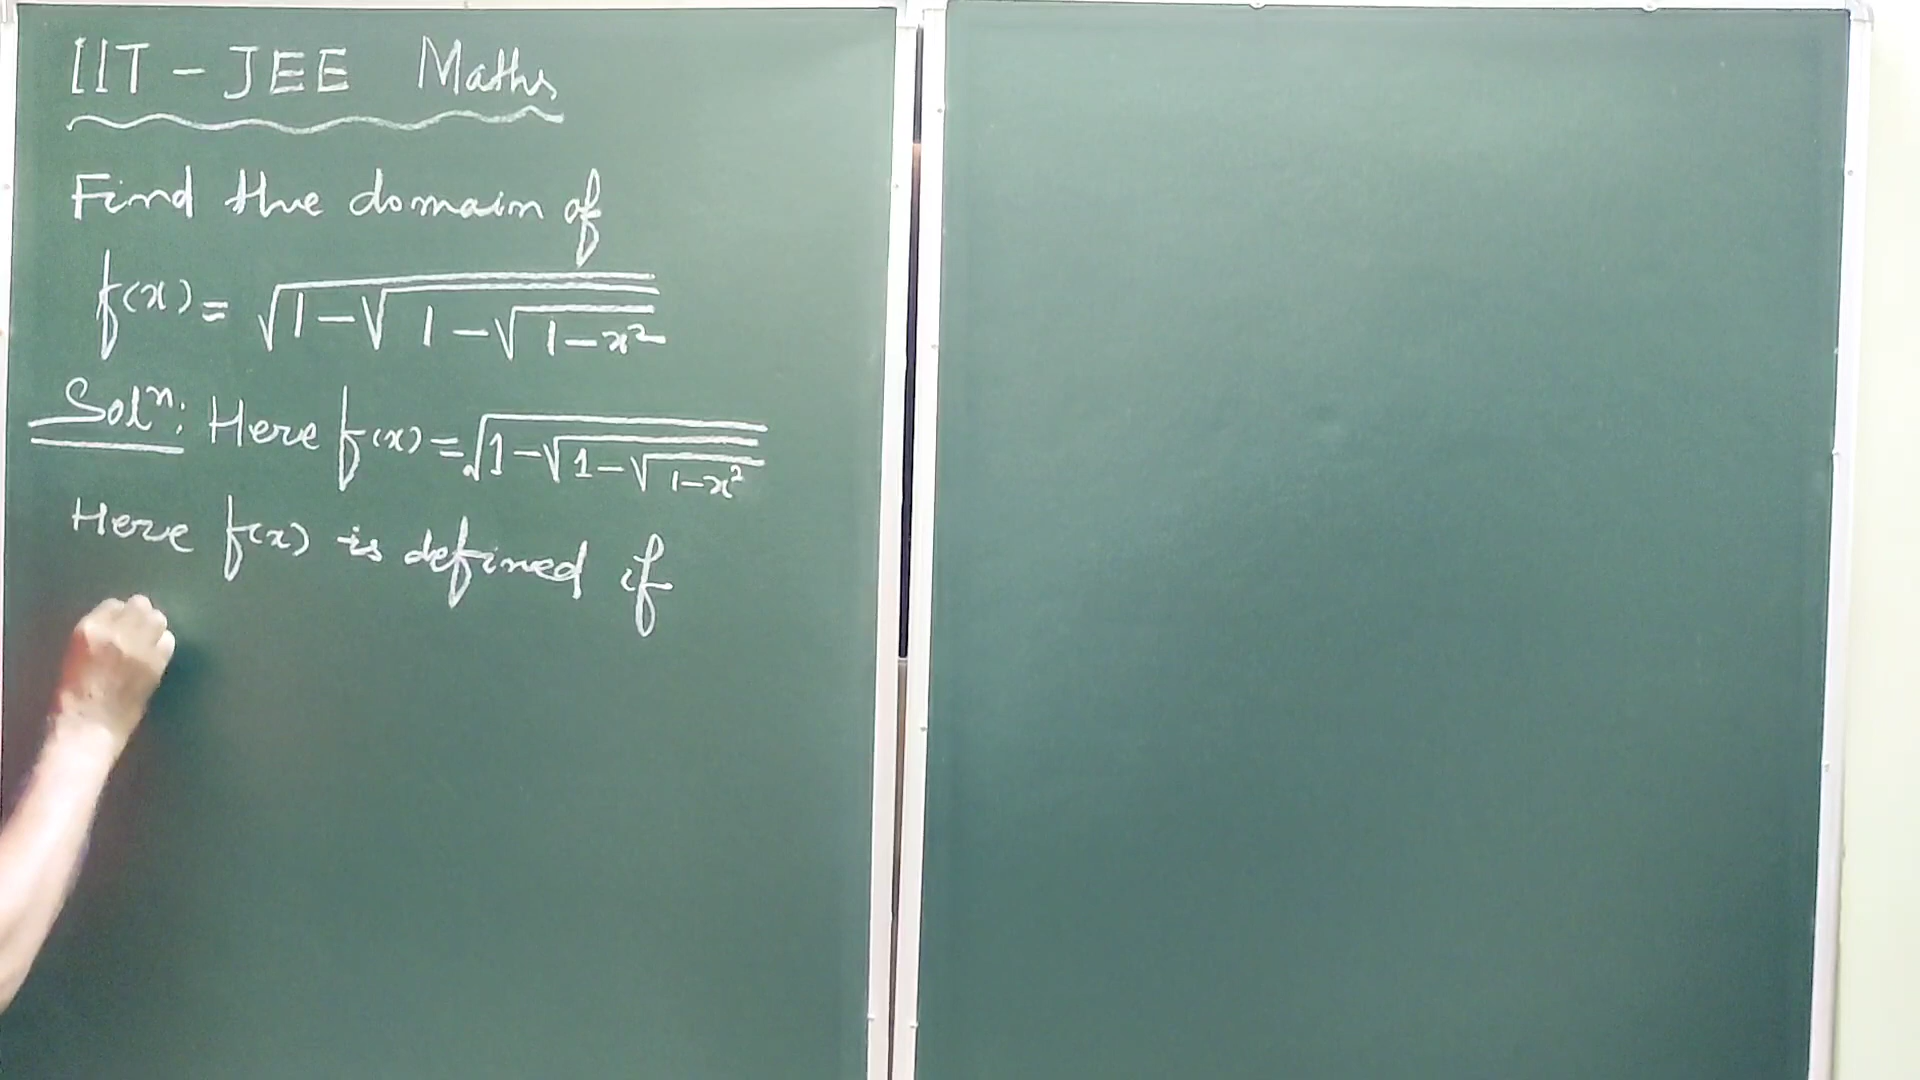 IIT - JEE Maths
Find the domain of
f(x) = √(1-√(1-√(1-x²)))
Solⁿ: Here f(x) = √(1-√(1-√(1-x²)))
Here f(x) is defined if